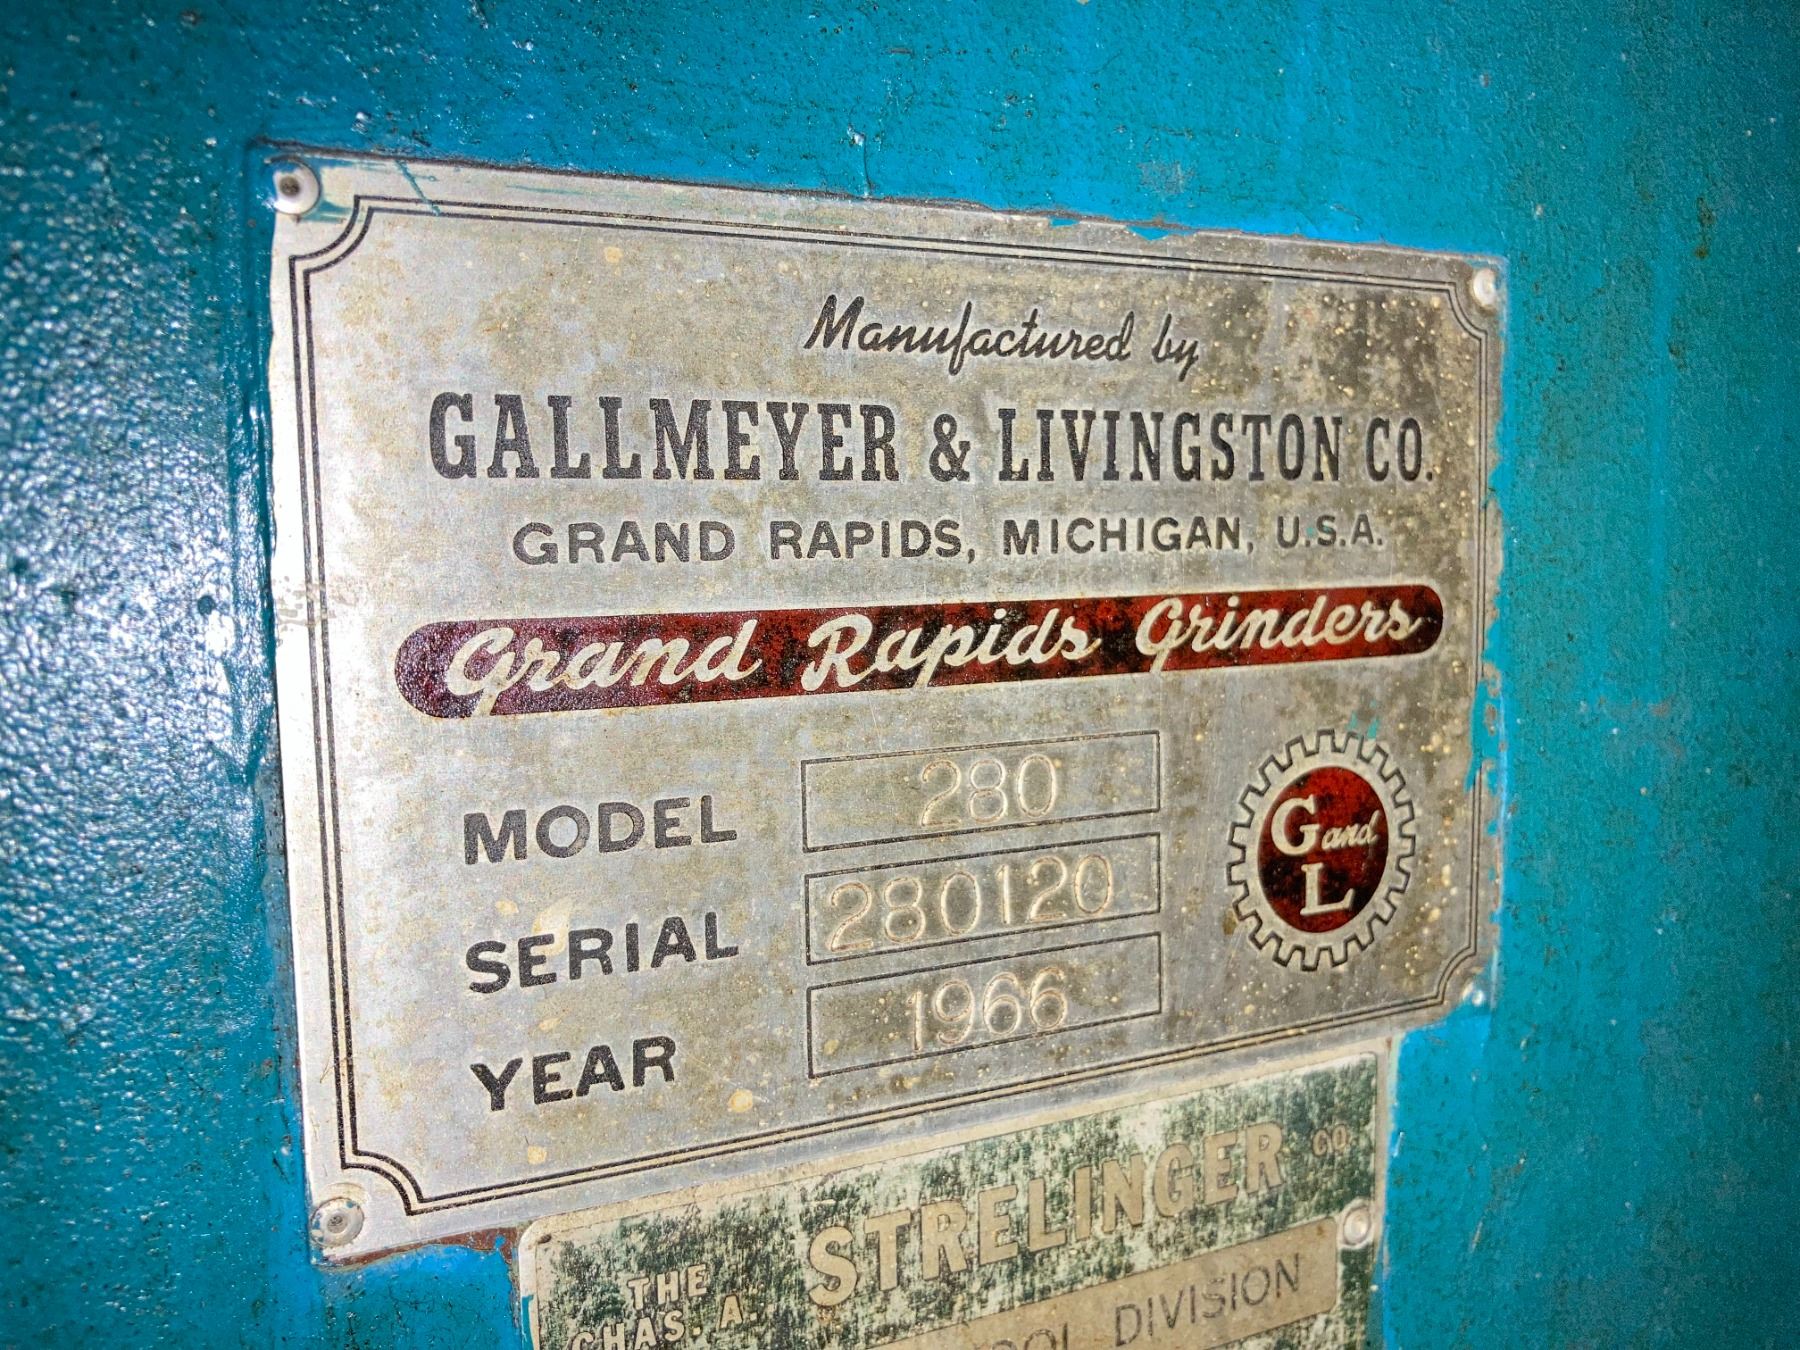 Manufactured by
GALLMEYER & LIVINGSTON CO.
GRAND RAPIDS, MICHIGAN, U.S.A.
Grand Rapids Grinders
MODEL 280
SERIAL 280120
YEAR 1966
G and
L
THE
CHAS. A. STRELINGER CO.
DIVISION